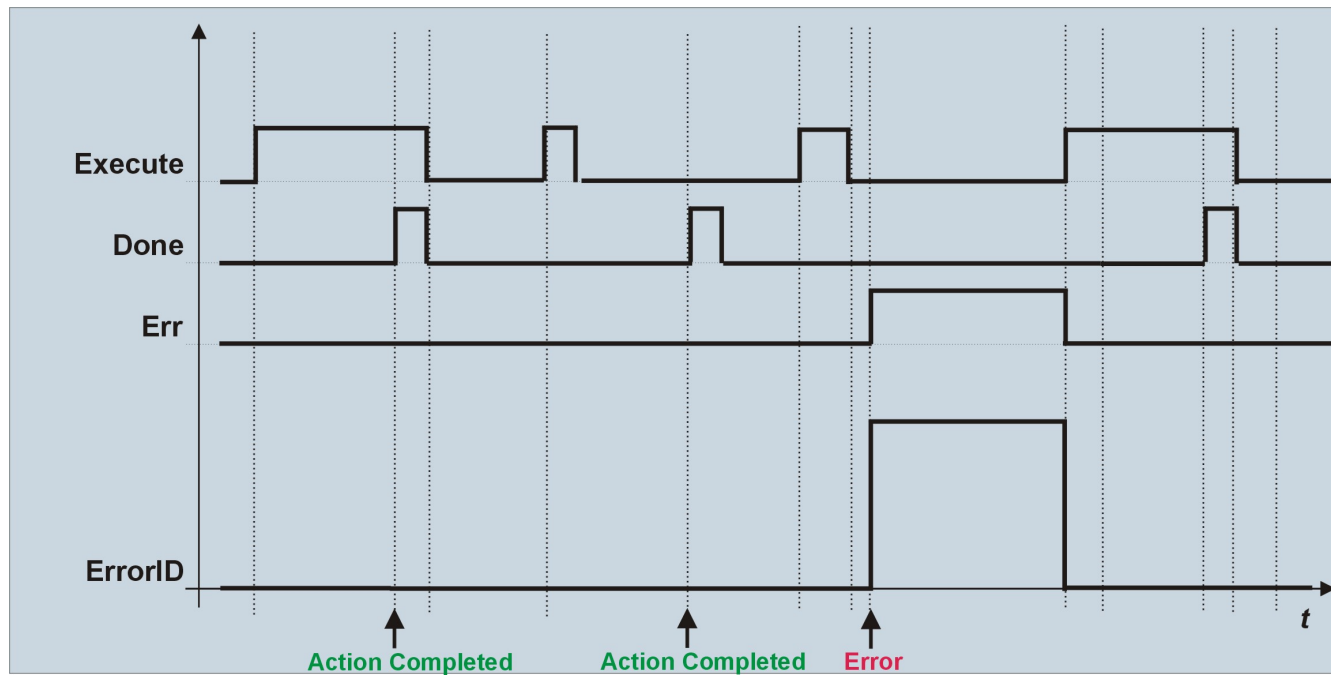 Execute
Done
Err
ErrorID
t
Action Completed
Action Completed
Error